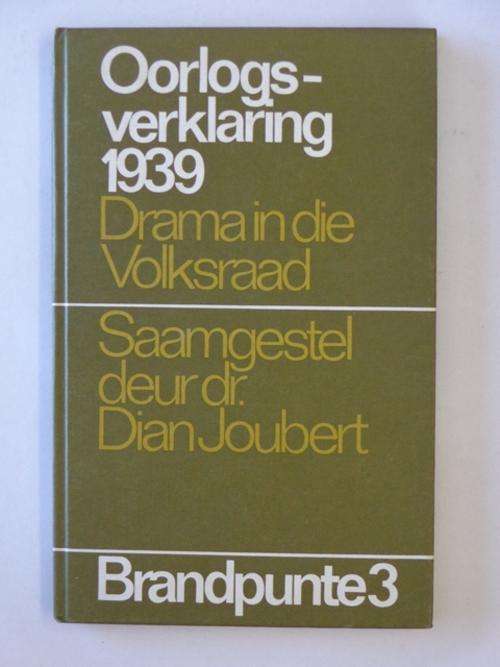 Oorlogs-
verklaring
1939
Drama in die
Volksraad
Saamgestel
deur dr.
Dian Joubert
Brandpunte 3